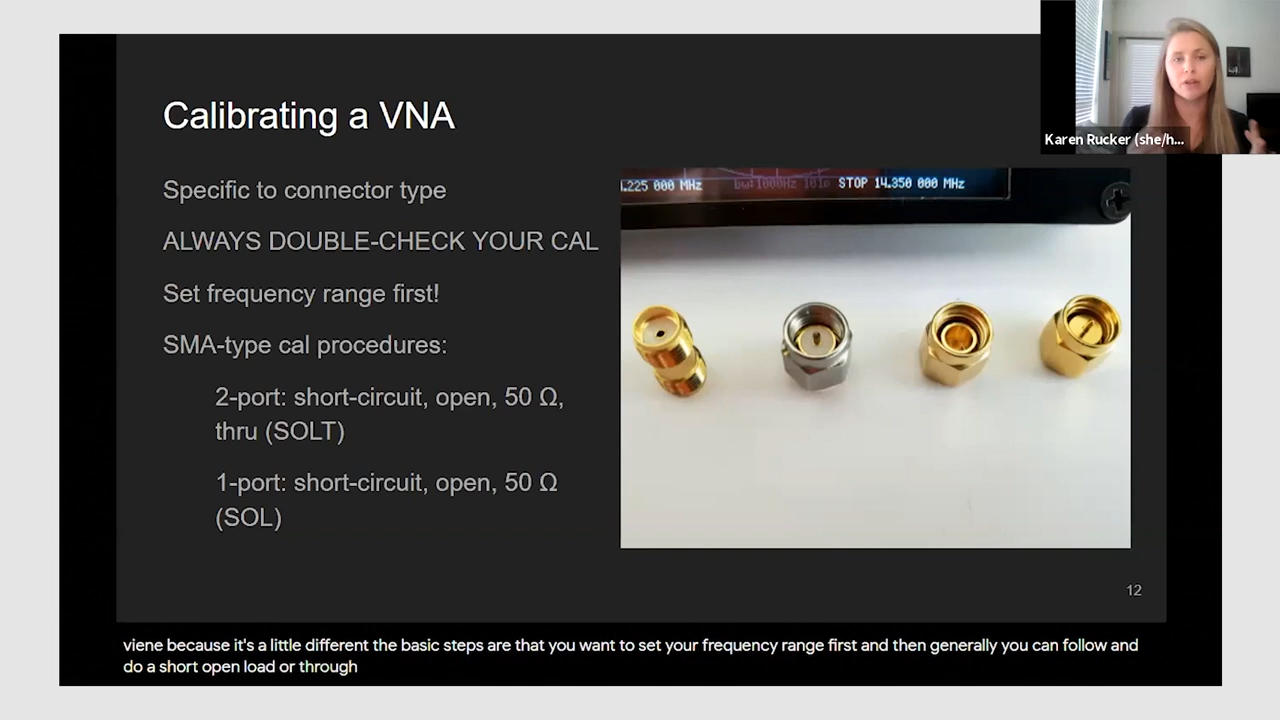 Karen Rucker (she/h...
Calibrating a VNA
Specific to connector type
ALWAYS DOUBLE-CHECK YOUR CAL
Set frequency range first!
SMA-type cal procedures:
2-port: short-circuit, open, 50 Ω,
thru (SOLT)
1-port: short-circuit, open, 50 Ω
(SOL)
.225 000 MHz bw:1000Hz 101p STOP 14.350 000 MHz
12
viene because it's a little different the basic steps are that you want to set your frequency range first and then generally you can follow and
do a short open load or through